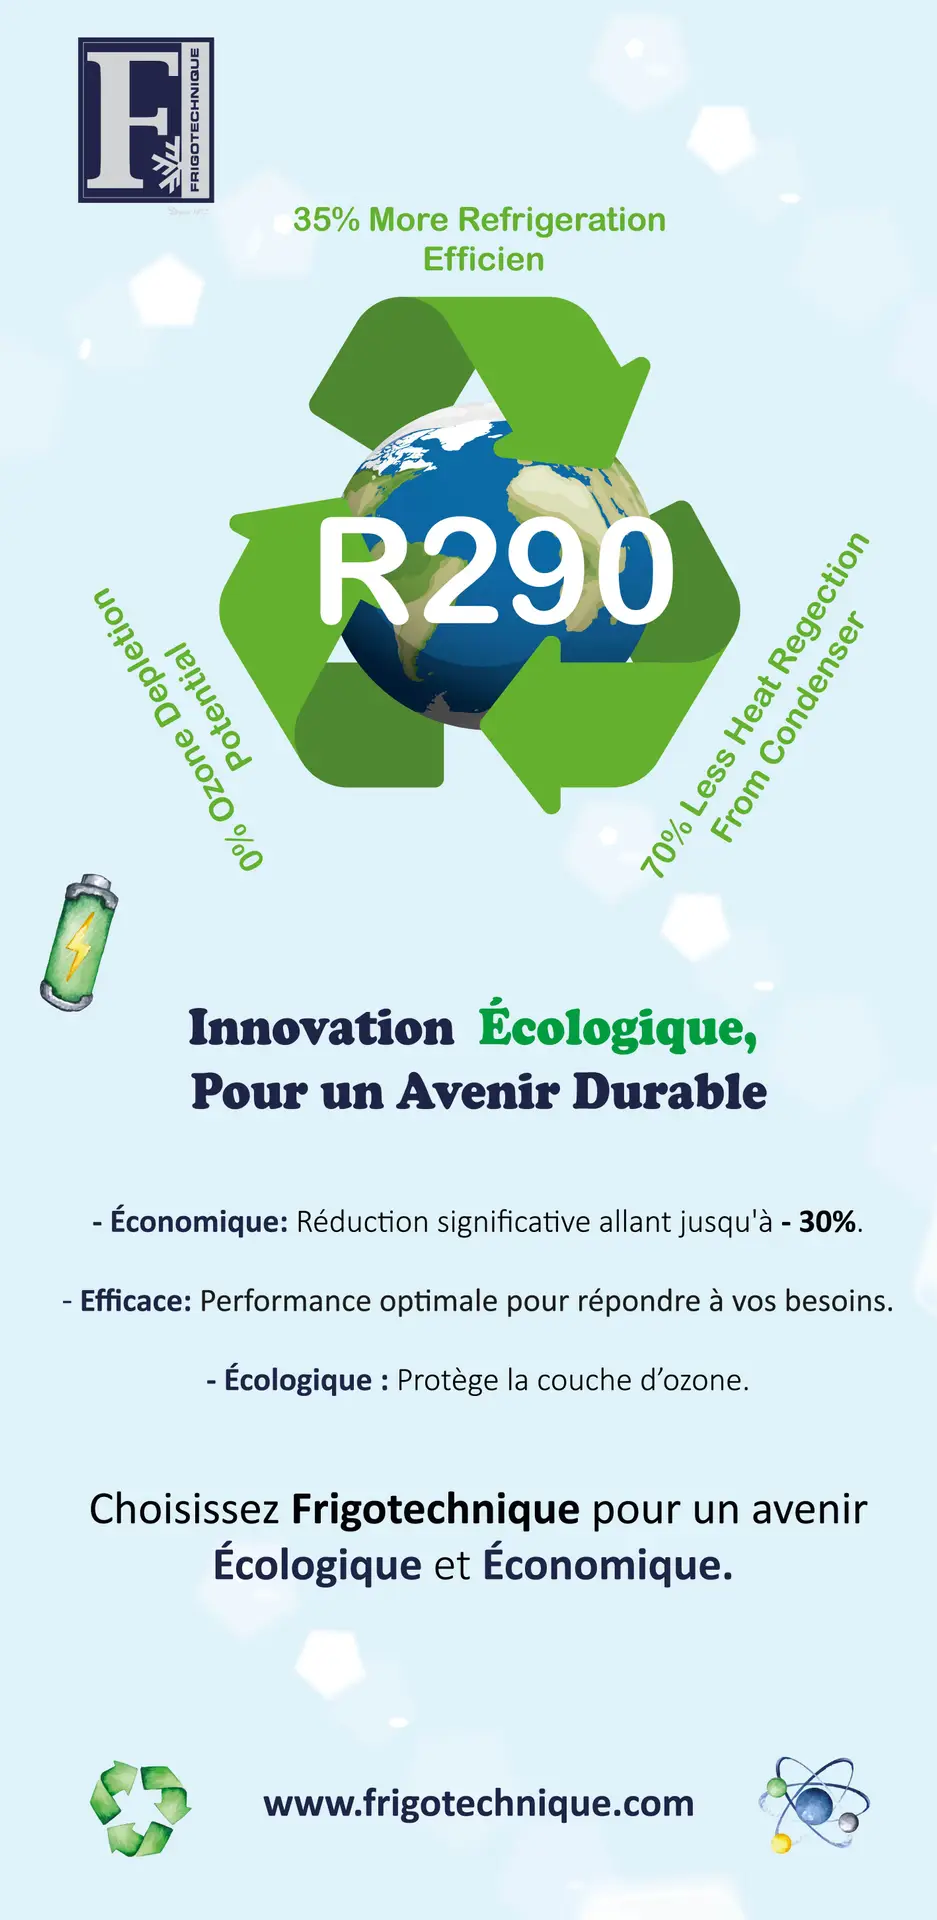 F
FRIGOTECHNIQUE
35% More Refrigeration
Efficien
R290
0% Ozone Depletion
Potential
70% Less Heat Regection
From Condenser
Innovation Écologique,
Pour un Avenir Durable
- Économique: Réduction significative allant jusqu'à - 30%.
- Efficace: Performance optimale pour répondre à vos besoins.
- Écologique : Protège la couche d’ozone.
Choisissez Frigotechnique pour un avenir
Écologique et Économique.
www.frigotechnique.com